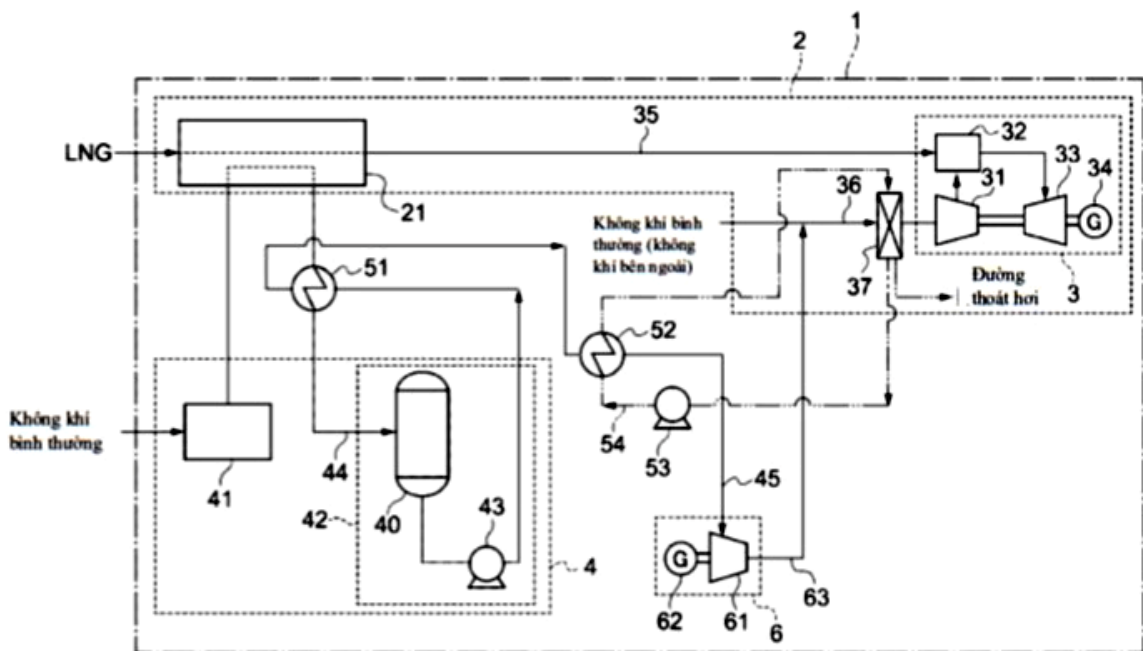 1
2
35
32
33
34
LNG
31
36
21
Không khí bình
thường (không
khí bên ngoài)
51
37
3
Đường
thoát hơi
52
Không khí
bình thường
54
53
44
45
41
42
40
43
4
62
61
6
63
G
G